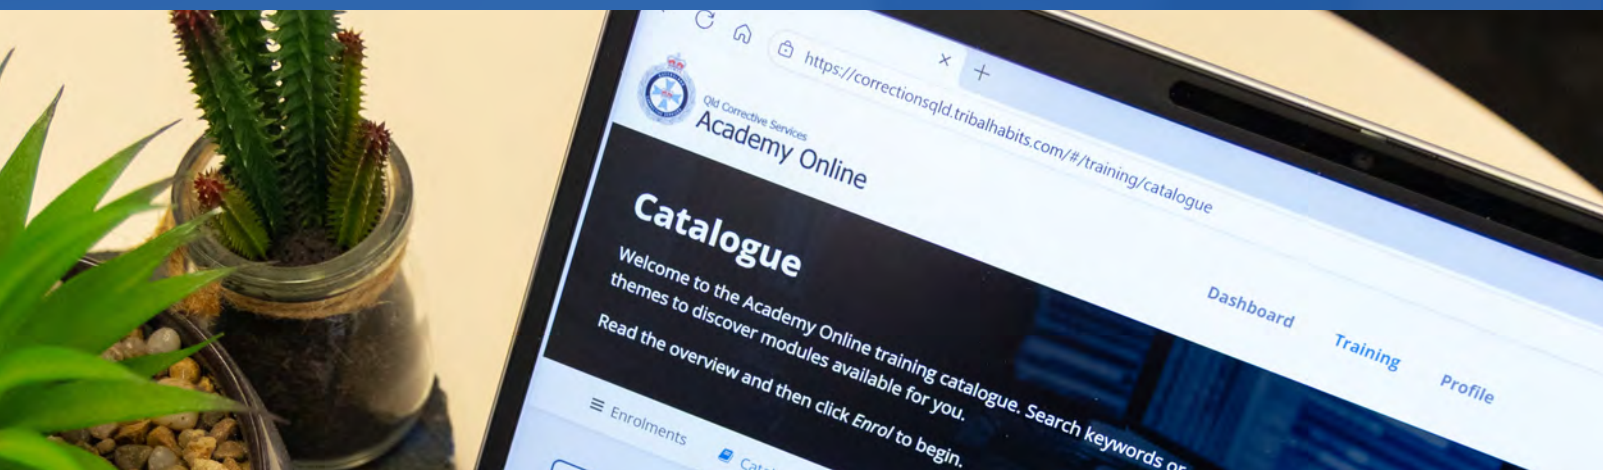 https://correctionsqld.tribalhabits.com/#/training/catalogue
Qld Corrective Services
Academy Online
Dashboard
Training
Profile
Catalogue
Welcome to the Academy Online training catalogue. Search keywords or
themes to discover modules available for you.
Read the overview and then click Enrol to begin.
Enrolments